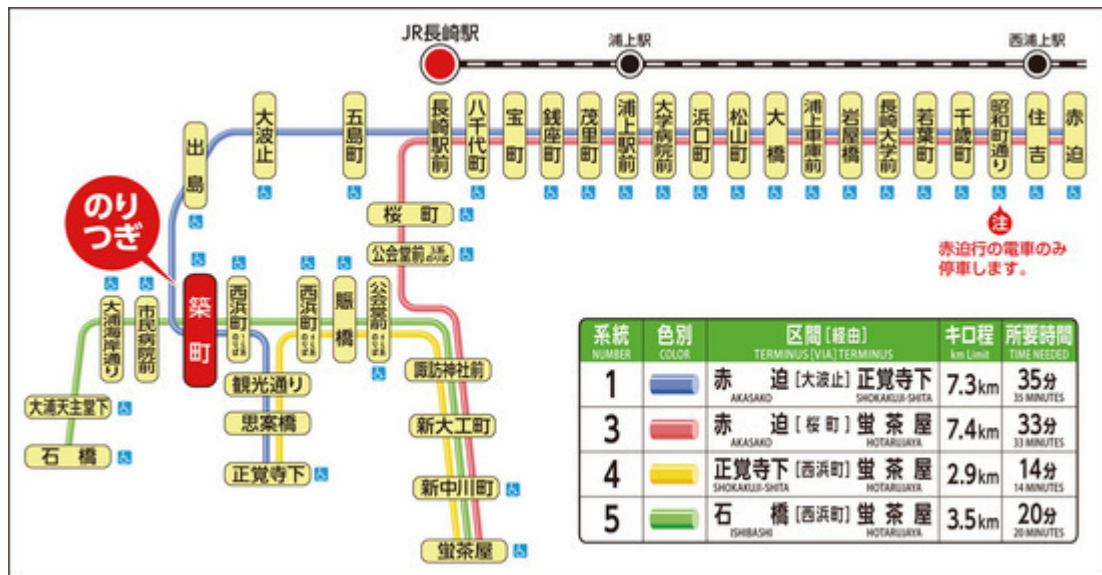 JR長崎駅
浦上駅
西浦上駅
出島
大波止
五島町
長崎駅前
八千代町
宝町
銭座町
茂里町
浦上駅前
大学病院前
浜口町
松山町
大橋
浦上車庫前
岩屋橋
長崎大学前
若葉町
千歳町
昭和町通り
住吉
赤迫
注
赤迫行の電車のみ
停車します。
のり
つぎ
桜町
公会堂前
大浦海岸通り
市民病院前
築町
西浜町
西浜町
賑橋
公会堂前
観光通り
思案橋
正覚寺下
大浦天主堂下
石橋
諏訪神社前
新大工町
新中川町
蛍茶屋
系統 色別 区間[経由] キロ程 所要時間
NUMBER COLOR TERMINUS[VIA]TERMINUS km Limit TIME NEEDED
1 赤迫[大波止]正覚寺下 7.3km 35分
AKASAKO SHOKAKUJI-SHITA 35 MINUTES
3 赤迫[桜町]蛍茶屋 7.4km 33分
AKASAKO HOTARUJAYA 33 MINUTES
4 正覚寺下[西浜町]蛍茶屋 2.9km 14分
SHOKAKUJI-SHITA HOTARUJAYA 14 MINUTES
5 石橋[西浜町]蛍茶屋 3.5km 20分
ISHIBASHI HOTARUJAYA 20 MINUTES